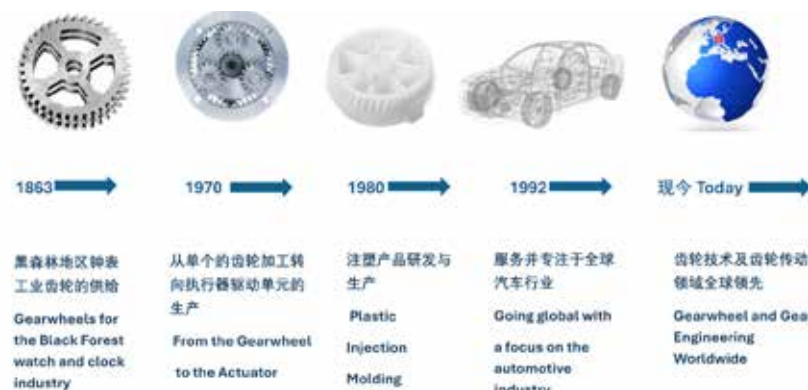 1863
1970
1980
1992
现今 Today
黑森林地区钟表
工业齿轮的供给
Gearwheels for
the Black Forest
watch and clock
industry
从单个的齿轮加工转
向执行器驱动单元的
生产
From the Gearwheel
to the Actuator
注塑产品研发与
生产
Plastic
Injection
Molding
服务并专注于全球
汽车行业
Going global with
a focus on the
automotive
industry
齿轮技术及齿轮传动
领域全球领先
Gearwheel and Gear
Engineering
Worldwide